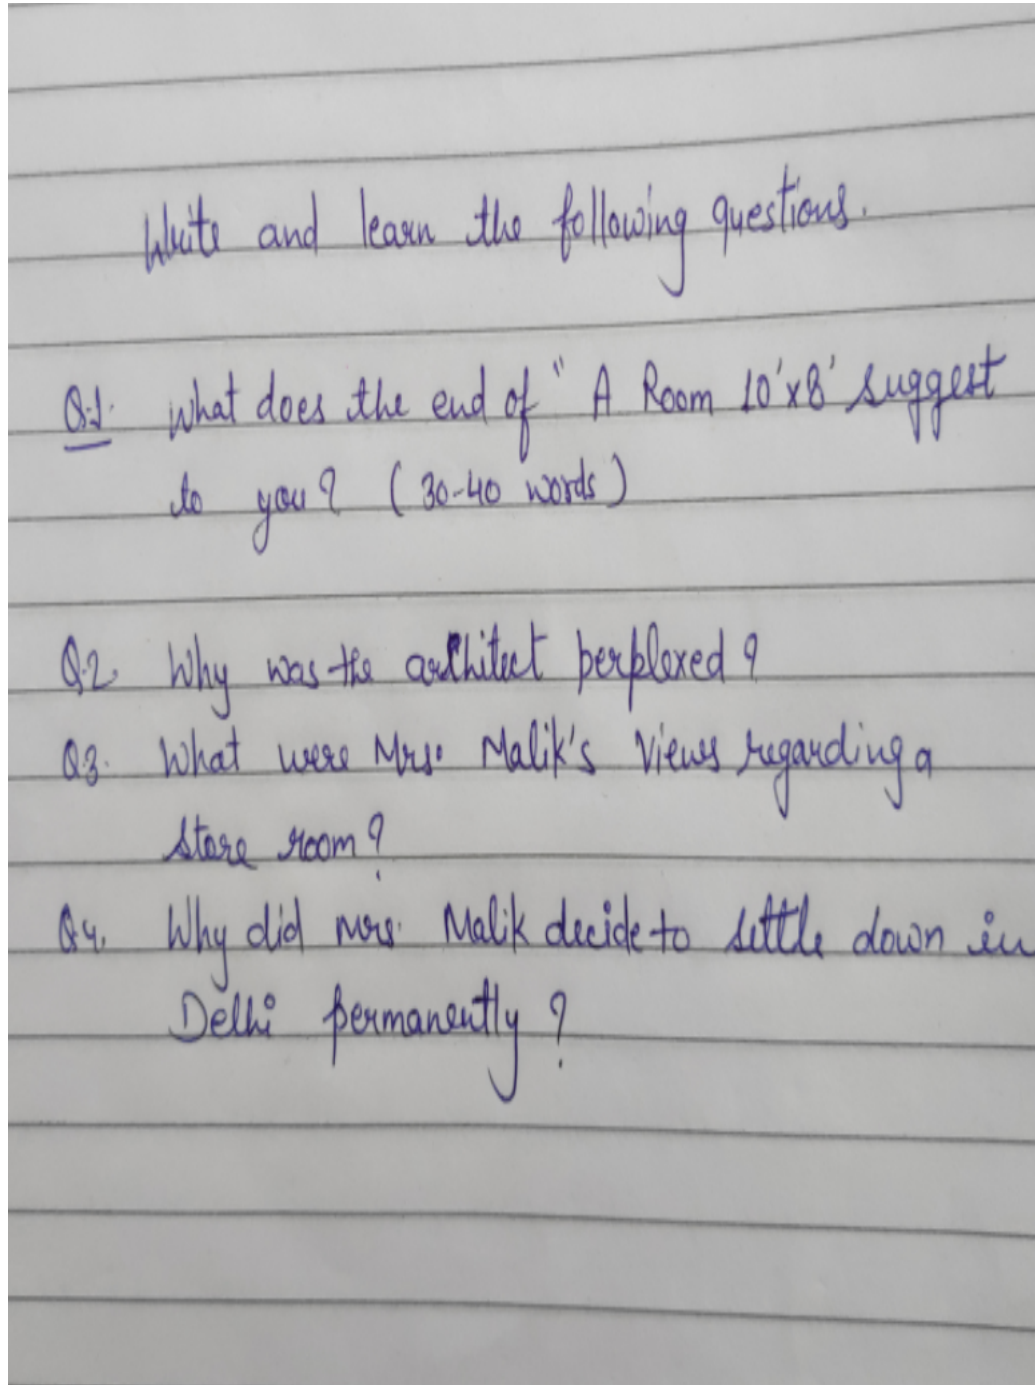 Write and learn the following questions.
Q.1. What does the end of " A Room 10'x8' suggest
to you? (30-40 words)
Q.2. Why was the architect perplexed?
Q3. What were Mrs. Malik's views regarding a
store room?
Q4. Why did mrs. Malik decide to settle down in
Delhi permanently?